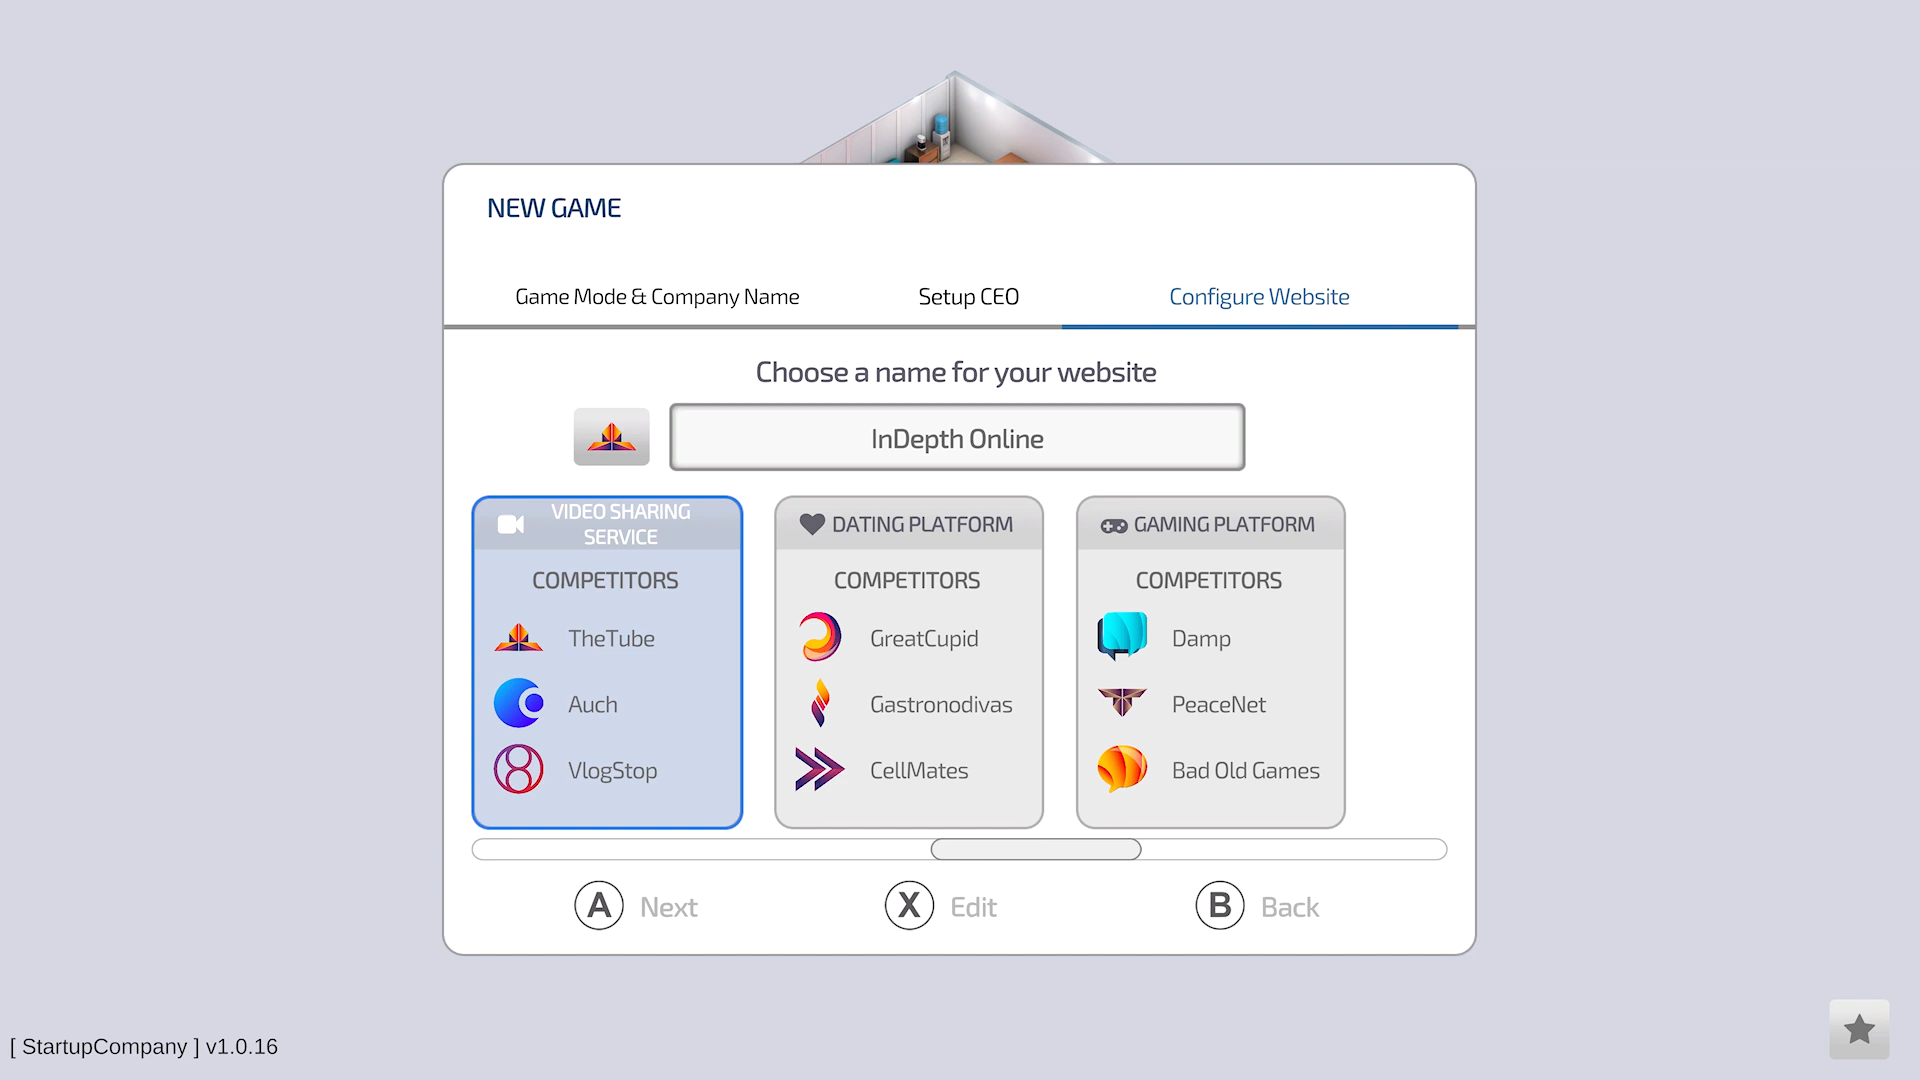 NEW GAME
Game Mode & Company Name
Setup CEO
Configure Website
Choose a name for your website
InDepth Online
VIDEO SHARING
SERVICE
COMPETITORS
TheTube
Auch
VlogStop
DATING PLATFORM
COMPETITORS
GreatCupid
Gastronodivas
CellMates
GAMING PLATFORM
COMPETITORS
Damp
PeaceNet
Bad Old Games
A Next
X Edit
B Back
[ StartupCompany ] v1.0.16